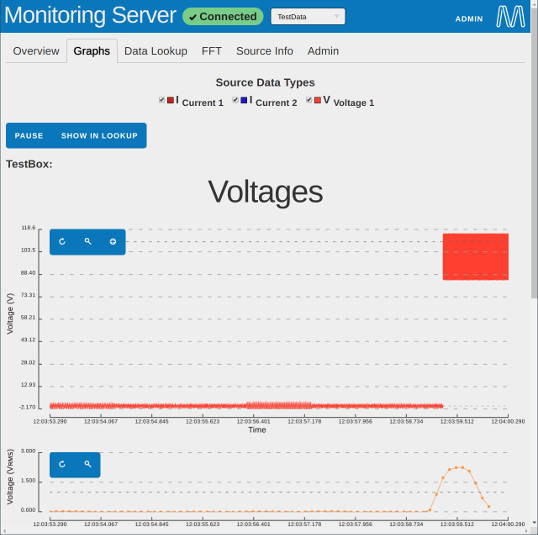 Monitoring Server
Connected
TestData
ADMIN
Overview Graphs Data Lookup FFT Source Info Admin
Source Data Types
I Current 1 I Current 2 V Voltage 1
PAUSE SHOW IN LOOKUP
TestBox:
Voltages
Voltage (V)
118.6
103.5
88.40
73.31
58.21
43.12
28.02
12.93
-2.170
12:03:53.290 12:03:54.067 12:03:54.845 12:03:55.623 12:03:56.401 12:03:57.178 12:03:57.956 12:03:58.734 12:03:59.512 12:04:00.290
Time
Voltage (VRMS)
3.000
1.500
0.000
12:03:53.290 12:03:54.067 12:03:54.845 12:03:55.623 12:03:56.401 12:03:57.178 12:03:57.956 12:03:58.734 12:03:59.512 12:04:00.290